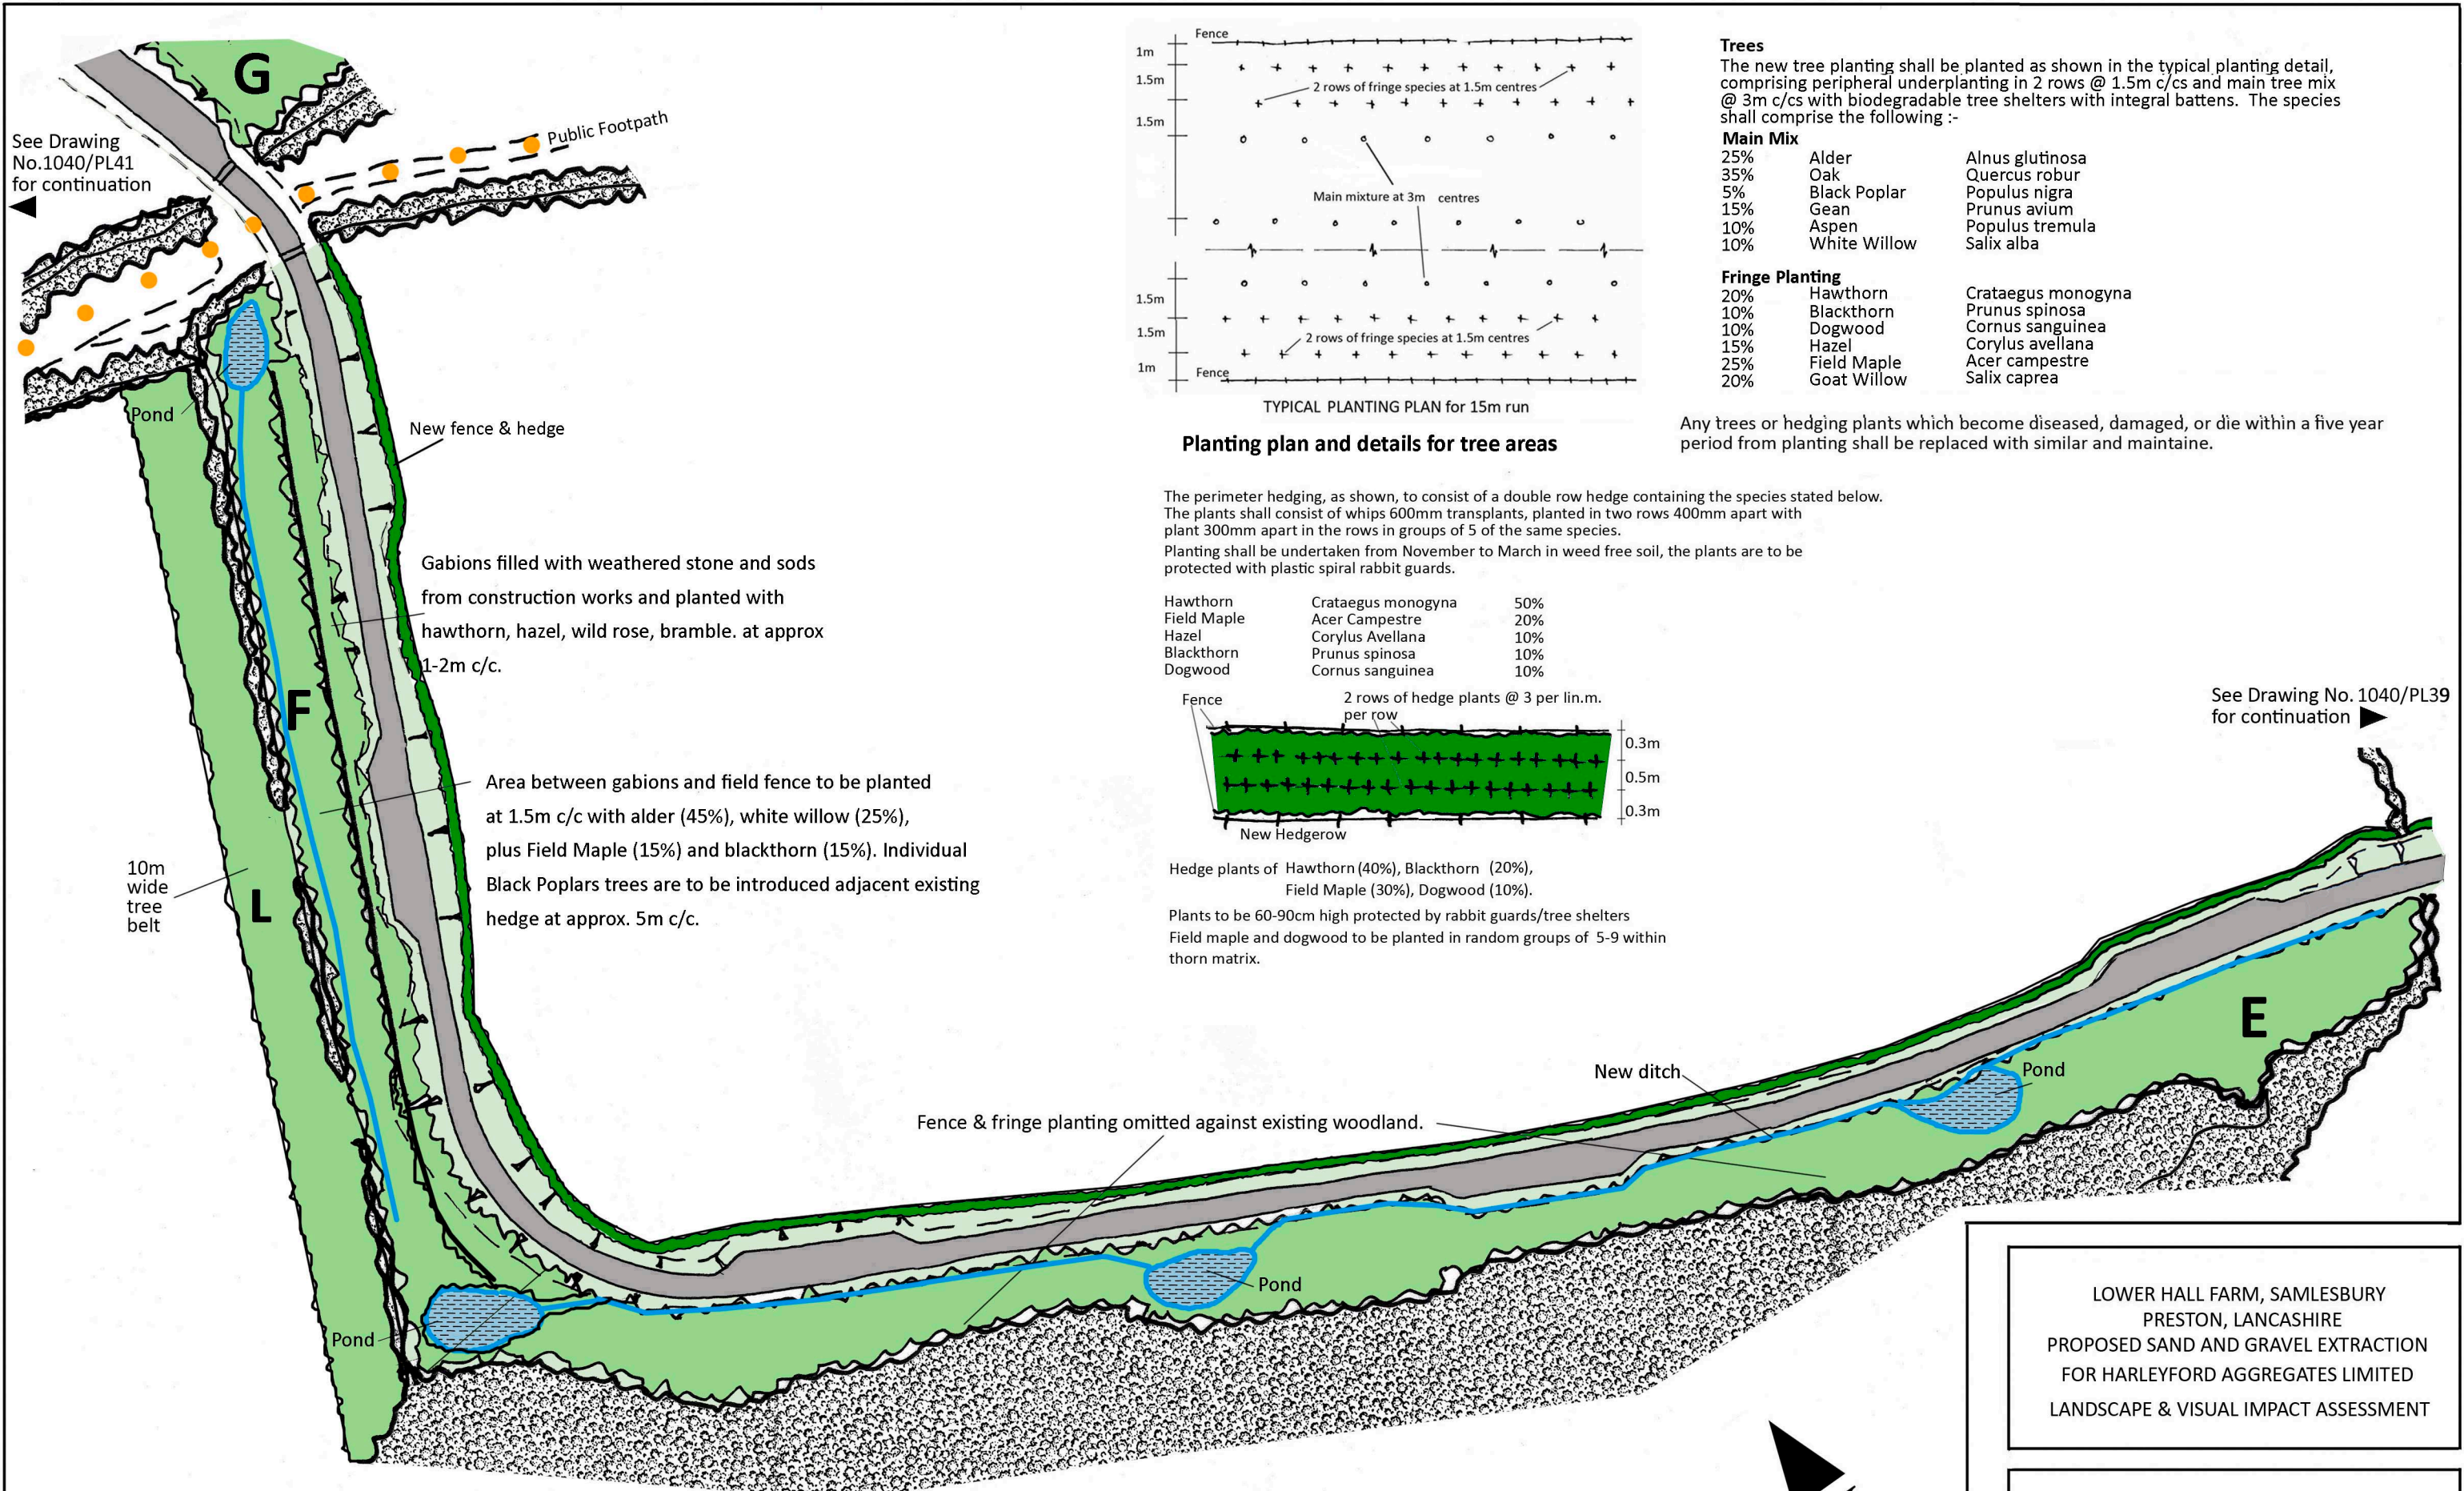 G
See Drawing
No.1040/PL41
for continuation
Public Footpath
Pond
New fence & hedge
Gabions filled with weathered stone and sods
from construction works and planted with
hawthorn, hazel, wild rose, bramble. at approx
1-2m c/c.
F
Area between gabions and field fence to be planted
at 1.5m c/c with alder (45%), white willow (25%),
plus Field Maple (15%) and blackthorn (15%). Individual
Black Poplars trees are to be introduced adjacent existing
hedge at approx. 5m c/c.
10m
wide
tree
belt
L
Pond
Fence & fringe planting omitted against existing woodland.
Pond
New ditch
Pond
E
See Drawing No. 1040/PL39
for continuation
Fence
1m
1.5m
2 rows of fringe species at 1.5m centres
1.5m
Main mixture at 3m centres
1.5m
1.5m
2 rows of fringe species at 1.5m centres
1m
Fence
TYPICAL PLANTING PLAN for 15m run
Planting plan and details for tree areas
Trees
The new tree planting shall be planted as shown in the typical planting detail,
comprising peripheral underplanting in 2 rows @ 1.5m c/cs and main tree mix
@ 3m c/cs with biodegradable tree shelters with integral battens. The species
shall comprise the following :-
Main Mix
25% Alder Alnus glutinosa
35% Oak Quercus robur
5% Black Poplar Populus nigra
15% Gean Prunus avium
10% Aspen Populus tremula
10% White Willow Salix alba
Fringe Planting
20% Hawthorn Crataegus monogyna
10% Blackthorn Prunus spinosa
10% Dogwood Cornus sanguinea
15% Hazel Corylus avellana
25% Field Maple Acer campestre
20% Goat Willow Salix caprea
Any trees or hedging plants which become diseased, damaged, or die within a five year
period from planting shall be replaced with similar and maintaine.
The perimeter hedging, as shown, to consist of a double row hedge containing the species stated below.
The plants shall consist of whips 600mm transplants, planted in two rows 400mm apart with
plant 300mm apart in the rows in groups of 5 of the same species.
Planting shall be undertaken from November to March in weed free soil, the plants are to be
protected with plastic spiral rabbit guards.
Hawthorn Crataegus monogyna 50%
Field Maple Acer Campestre 20%
Hazel Corylus Avellana 10%
Blackthorn Prunus spinosa 10%
Dogwood Cornus sanguinea 10%
Fence
2 rows of hedge plants @ 3 per lin.m.
per row
0.3m
0.5m
0.3m
New Hedgerow
Hedge plants of Hawthorn (40%), Blackthorn (20%),
Field Maple (30%), Dogwood (10%).
Plants to be 60-90cm high protected by rabbit guards/tree shelters
Field maple and dogwood to be planted in random groups of 5-9 within
thorn matrix.
LOWER HALL FARM, SAMLESBURY
PRESTON, LANCASHIRE
PROPOSED SAND AND GRAVEL EXTRACTION
FOR HARLEYFORD AGGREGATES LIMITED
LANDSCAPE & VISUAL IMPACT ASSESSMENT